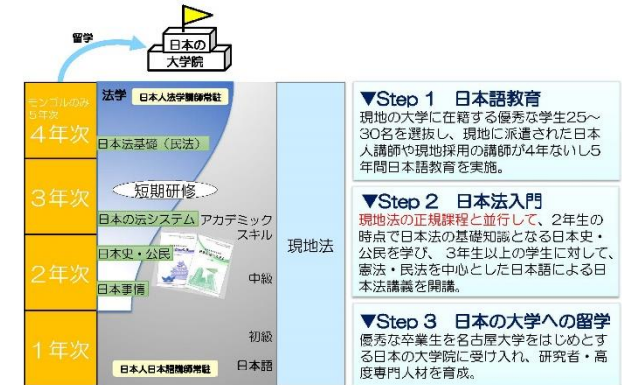 留学
日本の
大学院
モンゴルのみ
5年次
4年次
3年次
2年次
1年次
法学
日本人法学講師常駐
日本法基礎（民法）
短期研修
日本の法システム
アカデミック
スキル
日本史・公民
中級
日本事情
初級
日本人日本語講師常駐
日本語
現地法
▼Step 1 日本語教育
現地の大学に在籍する優秀な学生25～
30名を選抜し、現地に派遣された日本
人講師や現地採用の講師が4年ないし5
年間日本語教育を実施。
▼Step 2 日本法入門
現地法の正規課程と並行して、2年生の
時点で日本法の基礎知識となる日本史・
公民を学び、 3年生以上の学生に対して、
憲法・民法を中心とした日本語による日
本法講義を開講。
▼Step 3 日本の大学への留学
優秀な卒業生を名古屋大学をはじめとす
る日本の大学院に受け入れ、研究者・高
度専門人材を育成。